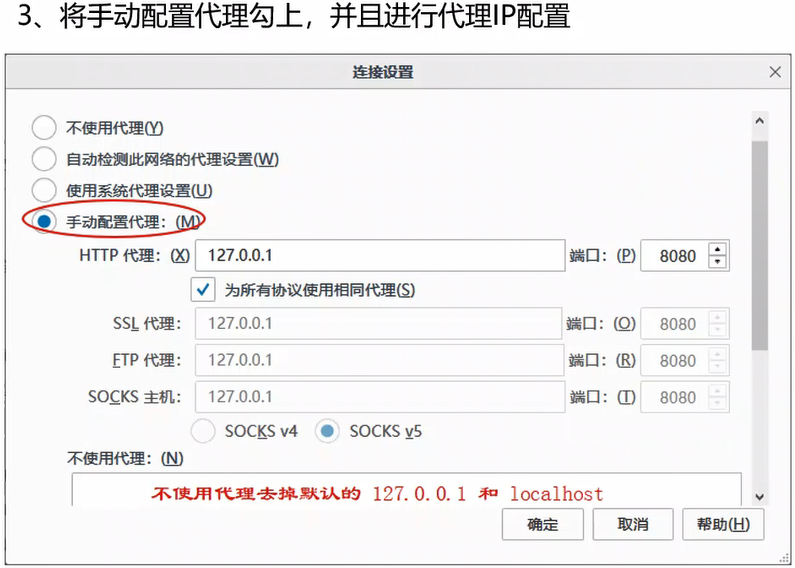 3、将手动配置代理勾上，并且进行代理IP配置
连接设置
不使用代理(Y)
自动检测此网络的代理设置(W)
使用系统代理设置(U)
手动配置代理：(M)
HTTP 代理：(X) 127.0.0.1 端口：(P) 8080
为所有协议使用相同代理(S)
SSL 代理： 127.0.0.1 端口：(O) 8080
FTP 代理： 127.0.0.1 端口：(R) 8080
SOCKS 主机： 127.0.0.1 端口：(T) 8080
SOCKS v4 SOCKS v5
不使用代理：(N)
不使用代理去掉默认的 127.0.0.1 和 localhost
确定 取消 帮助(H)